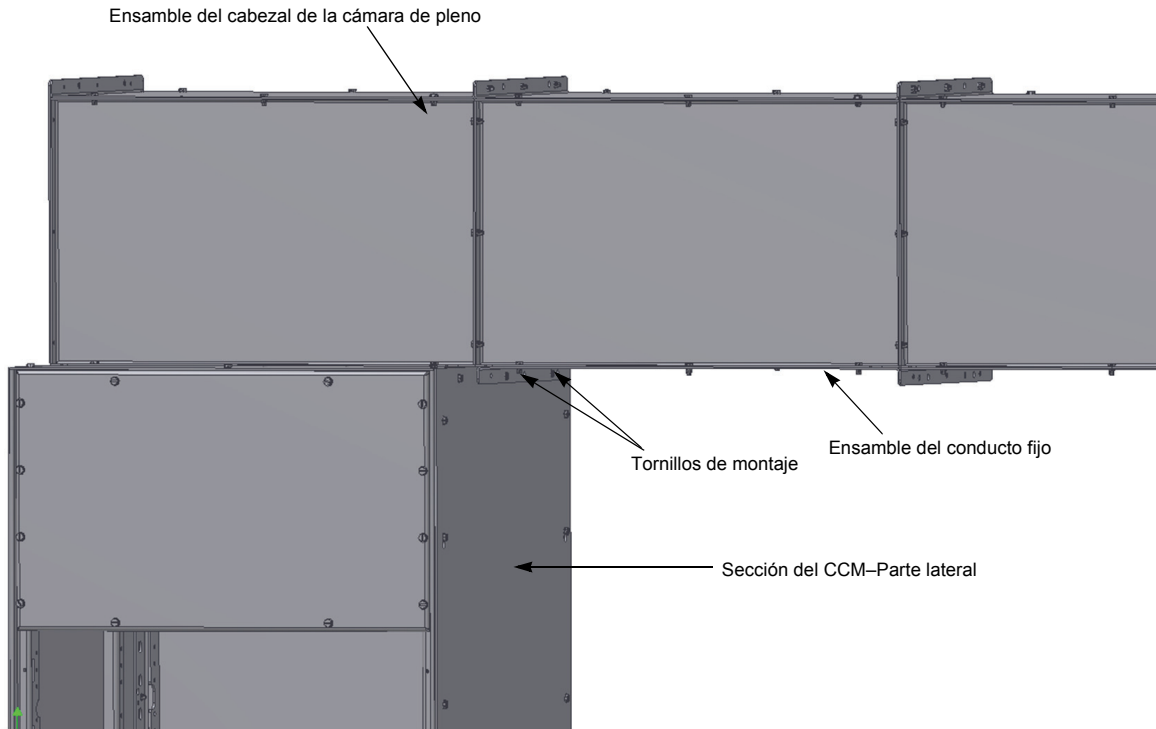 Ensamble del cabezal de la cámara de pleno
Ensamble del conducto fijo
Tornillos de montaje
Sección del CCM–Parte lateral